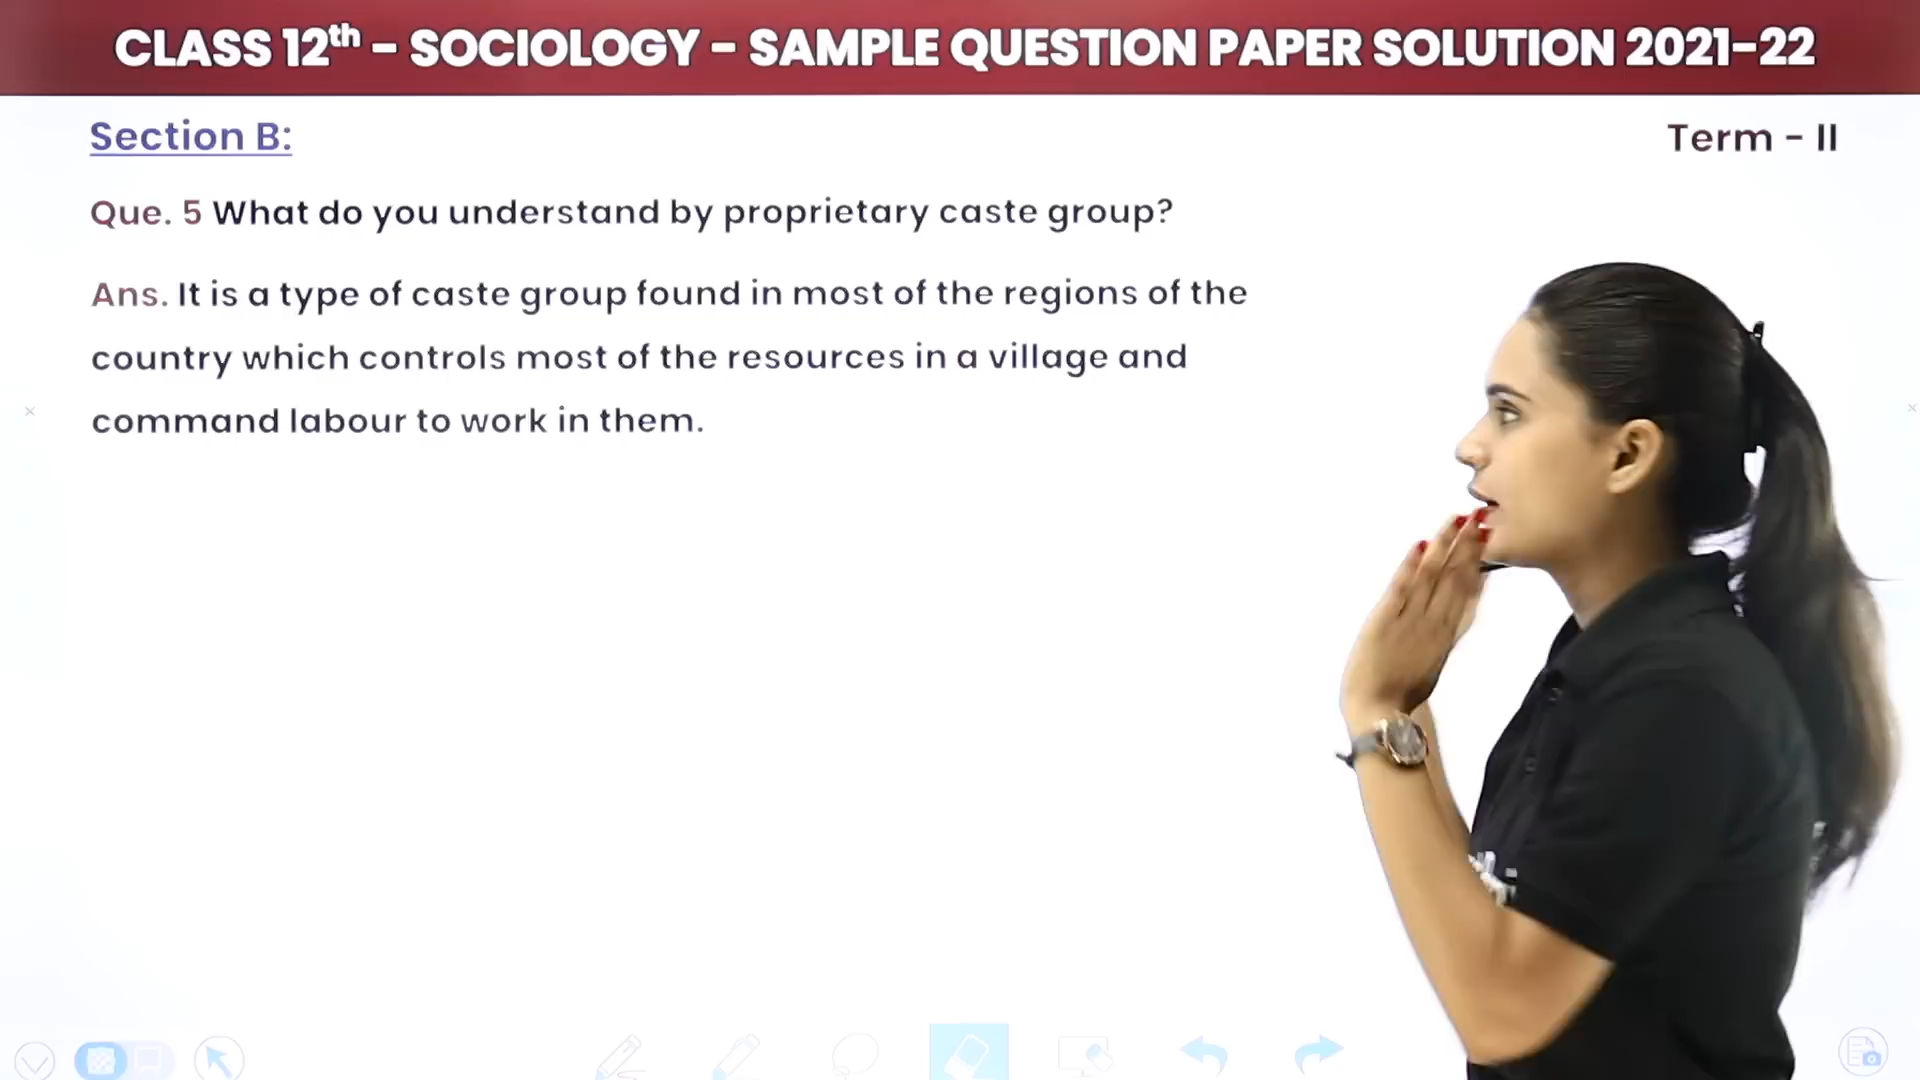 CLASS 12th - SOCIOLOGY - SAMPLE QUESTION PAPER SOLUTION 2021-22
Section B:
Term - II
Que. 5 What do you understand by proprietary caste group?
Ans. It is a type of caste group found in most of the regions of the
country which controls most of the resources in a village and
command labour to work in them.